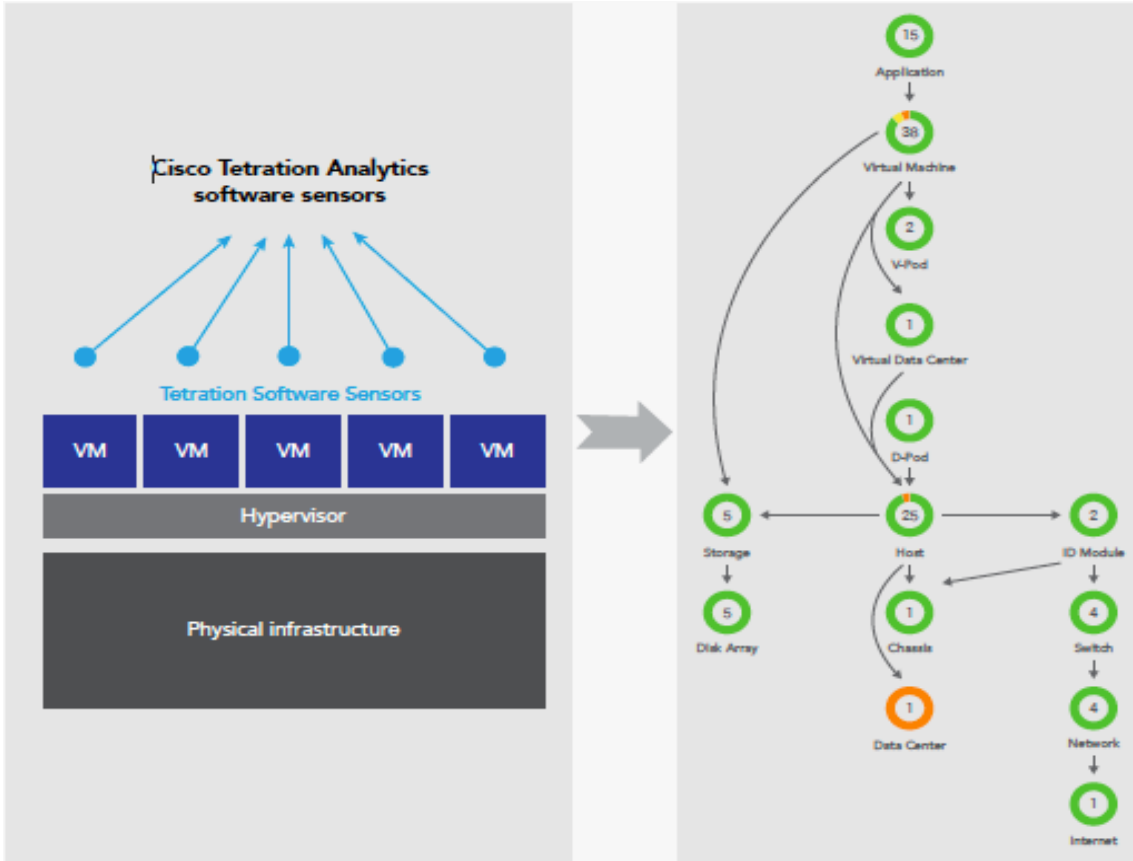 Cisco Tetration Analytics
software sensors
Tetration Software Sensors
VM VM VM VM VM
Hypervisor
Physical infrastructure
15
Application
38
Virtual Machine
2
V-Pod
1
Virtual Data Center
1
D-Pod
5 25 2
Storage Host IO Module
5 1 4
Disk Array Chassis Switch
1 4
Data Center Network
1
Internet